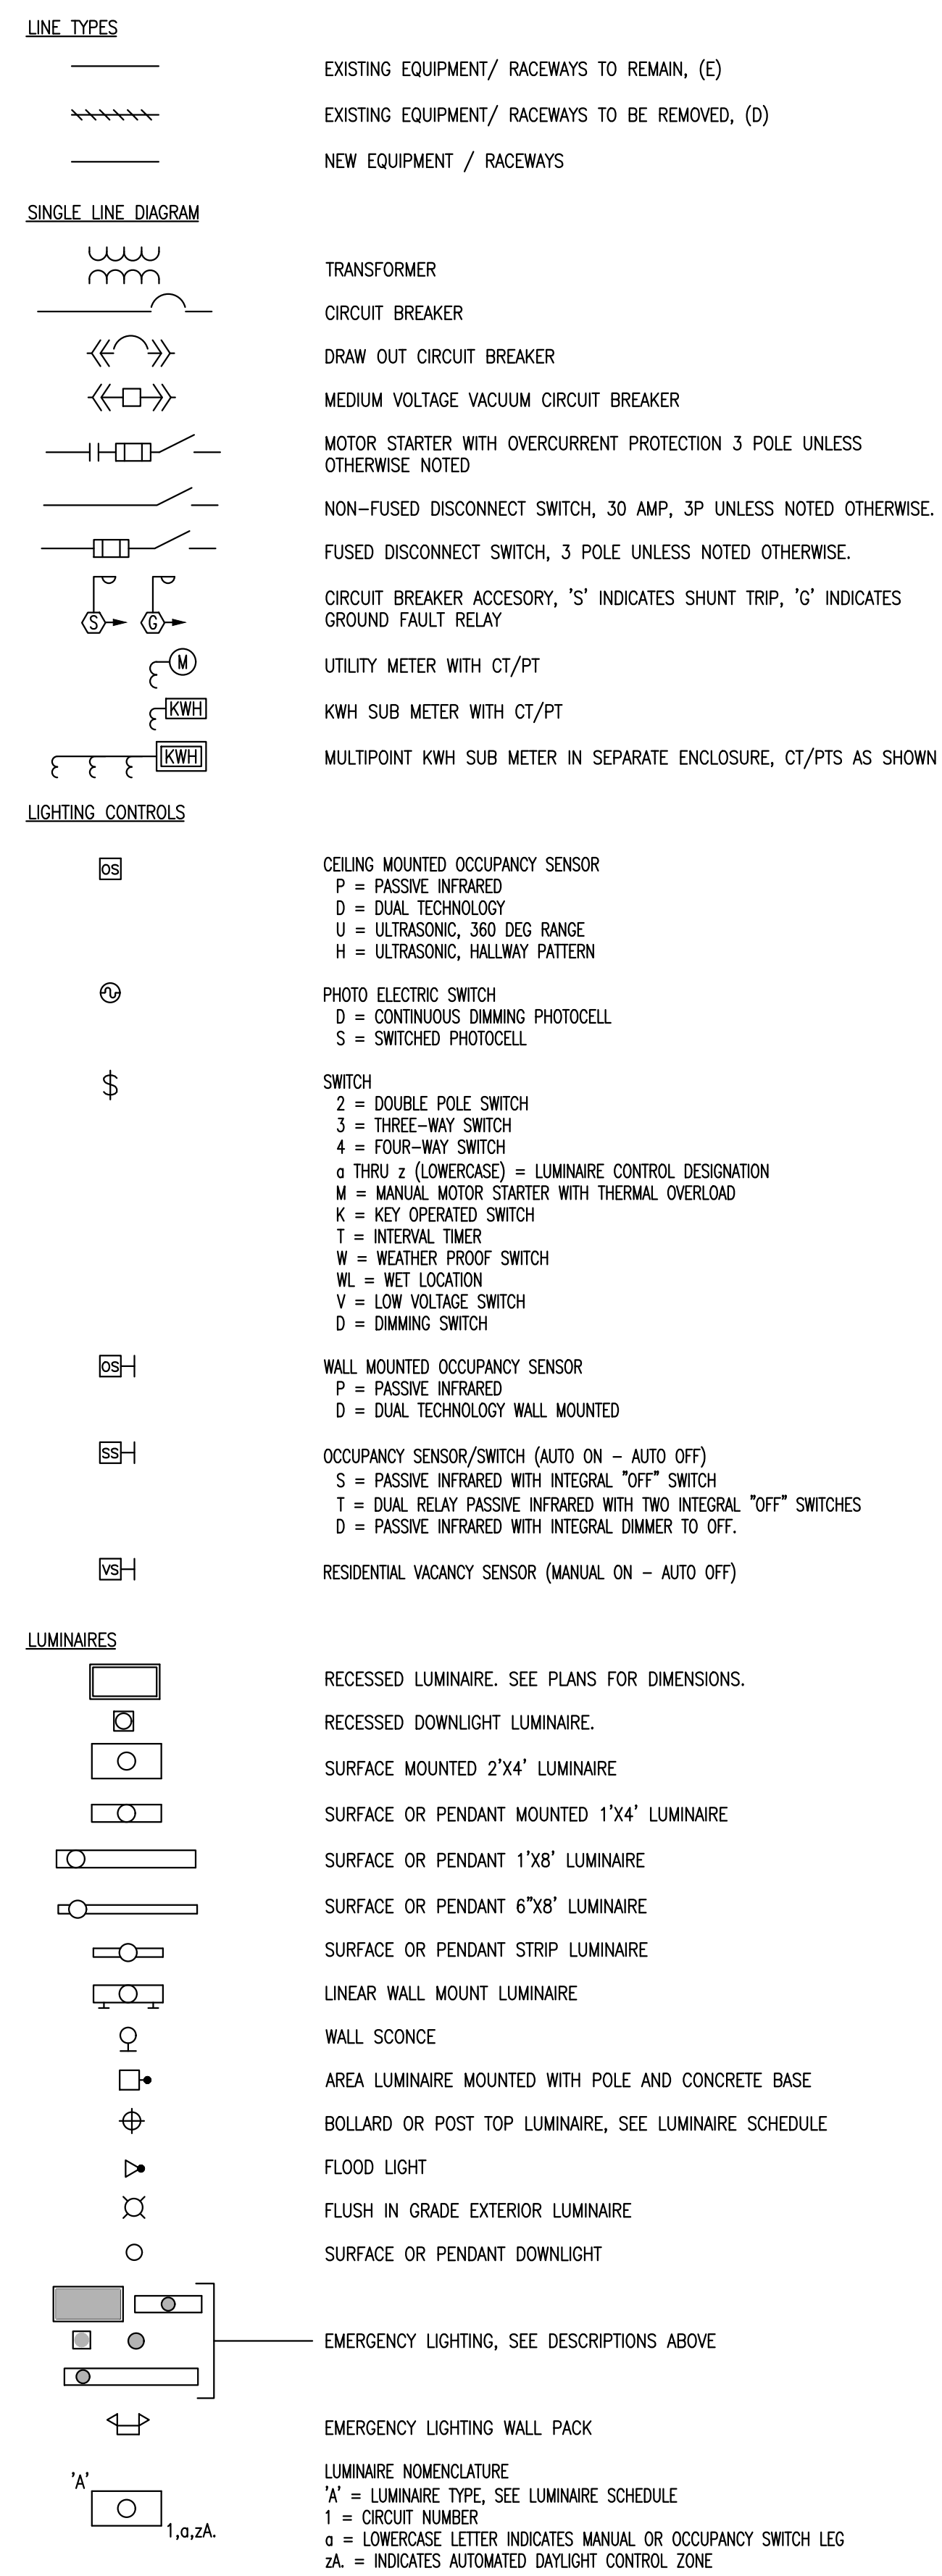 LINE TYPES
EXISTING EQUIPMENT/ RACEWAYS TO REMAIN, (E)
EXISTING EQUIPMENT/ RACEWAYS TO BE REMOVED, (D)
NEW EQUIPMENT / RACEWAYS
SINGLE LINE DIAGRAM
TRANSFORMER
CIRCUIT BREAKER
DRAW OUT CIRCUIT BREAKER
MEDIUM VOLTAGE VACUUM CIRCUIT BREAKER
MOTOR STARTER WITH OVERCURRENT PROTECTION 3 POLE UNLESS
OTHERWISE NOTED
NON-FUSED DISCONNECT SWITCH, 30 AMP, 3P UNLESS NOTED OTHERWISE.
FUSED DISCONNECT SWITCH, 3 POLE UNLESS NOTED OTHERWISE.
S G CIRCUIT BREAKER ACCESORY, 'S' INDICATES SHUNT TRIP, 'G' INDICATES
GROUND FAULT RELAY
M UTILITY METER WITH CT/PT
KWH KWH SUB METER WITH CT/PT
KWH MULTIPOINT KWH SUB METER IN SEPARATE ENCLOSURE, CT/PTS AS SHOWN
LIGHTING CONTROLS
OS CEILING MOUNTED OCCUPANCY SENSOR
P = PASSIVE INFRARED
D = DUAL TECHNOLOGY
U = ULTRASONIC, 360 DEG RANGE
H = ULTRASONIC, HALLWAY PATTERN
PHOTO ELECTRIC SWITCH
D = CONTINUOUS DIMMING PHOTOCELL
S = SWITCHED PHOTOCELL
$ SWITCH
2 = DOUBLE POLE SWITCH
3 = THREE-WAY SWITCH
4 = FOUR-WAY SWITCH
a THRU z (LOWERCASE) = LUMINAIRE CONTROL DESIGNATION
M = MANUAL MOTOR STARTER WITH THERMAL OVERLOAD
K = KEY OPERATED SWITCH
T = INTERVAL TIMER
W = WEATHER PROOF SWITCH
WL = WET LOCATION
V = LOW VOLTAGE SWITCH
D = DIMMING SWITCH
OS WALL MOUNTED OCCUPANCY SENSOR
P = PASSIVE INFRARED
D = DUAL TECHNOLOGY WALL MOUNTED
SS OCCUPANCY SENSOR/SWITCH (AUTO ON - AUTO OFF)
S = PASSIVE INFRARED WITH INTEGRAL "OFF" SWITCH
T = DUAL RELAY PASSIVE INFRARED WITH TWO INTEGRAL "OFF" SWITCHES
D = PASSIVE INFRARED WITH INTEGRAL DIMMER TO OFF.
VS RESIDENTIAL VACANCY SENSOR (MANUAL ON - AUTO OFF)
LUMINAIRES
RECESSED LUMINAIRE. SEE PLANS FOR DIMENSIONS.
RECESSED DOWNLIGHT LUMINAIRE.
SURFACE MOUNTED 2'X4' LUMINAIRE
SURFACE OR PENDANT MOUNTED 1'X4' LUMINAIRE
SURFACE OR PENDANT 1'X8' LUMINAIRE
SURFACE OR PENDANT 6"X8' LUMINAIRE
SURFACE OR PENDANT STRIP LUMINAIRE
LINEAR WALL MOUNT LUMINAIRE
WALL SCONCE
AREA LUMINAIRE MOUNTED WITH POLE AND CONCRETE BASE
BOLLARD OR POST TOP LUMINAIRE, SEE LUMINAIRE SCHEDULE
FLOOD LIGHT
FLUSH IN GRADE EXTERIOR LUMINAIRE
SURFACE OR PENDANT DOWNLIGHT
EMERGENCY LIGHTING, SEE DESCRIPTIONS ABOVE
EMERGENCY LIGHTING WALL PACK
LUMINAIRE NOMENCLATURE
'A' 'A' = LUMINAIRE TYPE, SEE LUMINAIRE SCHEDULE
1 = CIRCUIT NUMBER
1,a,zA. a = LOWERCASE LETTER INDICATES MANUAL OR OCCUPANCY SWITCH LEG
zA. = INDICATES AUTOMATED DAYLIGHT CONTROL ZONE